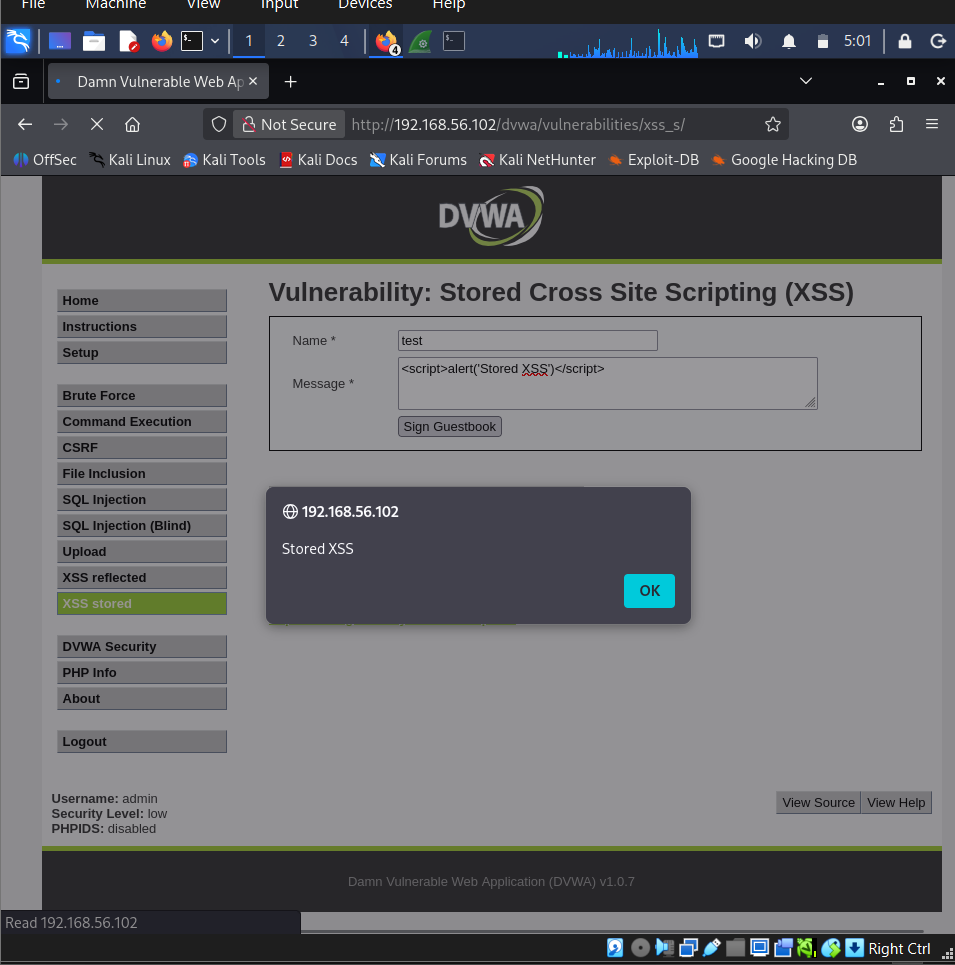 File Machine View Input Devices Help
1 2 3 4 4 5:01
Damn Vulnerable Web Ap
Not Secure http://192.168.56.102/dvwa/vulnerabilities/xss_s/
OffSec Kali Linux Kali Tools Kali Docs Kali Forums Kali NetHunter Exploit-DB Google Hacking DB
DVWA
Vulnerability: Stored Cross Site Scripting (XSS)
Home
Instructions
Setup
Brute Force
Command Execution
CSRF
File Inclusion
SQL Injection
SQL Injection (Blind)
Upload
XSS reflected
XSS stored
DVWA Security
PHP Info
About
Logout
Name * test
Message * <script>alert('Stored XSS')</script>
Sign Guestbook
192.168.56.102
Stored XSS
OK
Username: admin
Security Level: low
PHPIDS: disabled
View Source View Help
Damn Vulnerable Web Application (DVWA) v1.0.7
Read 192.168.56.102
Right Ctrl